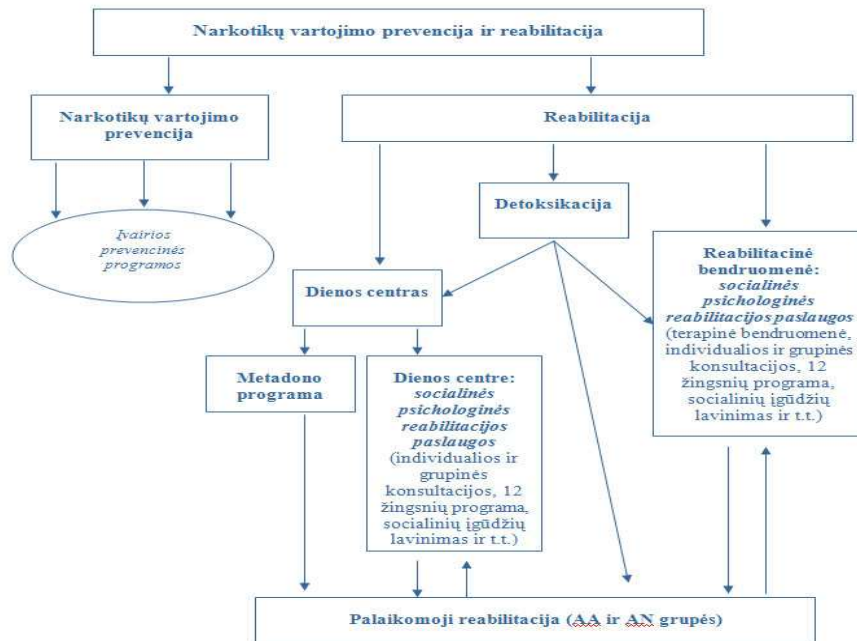 Narkotikų vartojimo prevencija ir reabilitacija
Narkotikų vartojimo
prevencija
Reabilitacija
Detoksikacija
Įvairios
prevencinės
programos
Reabilitacinė
bendruomenė:
socialinės
psichologinės
reabilitacijos paslaugos
(terapinė bendruomenė,
individualios ir grupinės
konsultacijos, 12
žingsnių programa,
socialinių įgūdžių
lavinimas ir t.t.)
Dienos centras
Metadono
programa
Dienos centre:
socialinės
psichologinės
reabilitacijos
paslaugos
(individualios ir
grupinės
konsultacijos, 12
žingsnių programa,
socialinių įgūdžių
lavinimas ir t.t.)
Palaikomoji reabilitacija (AA ir AN grupės)